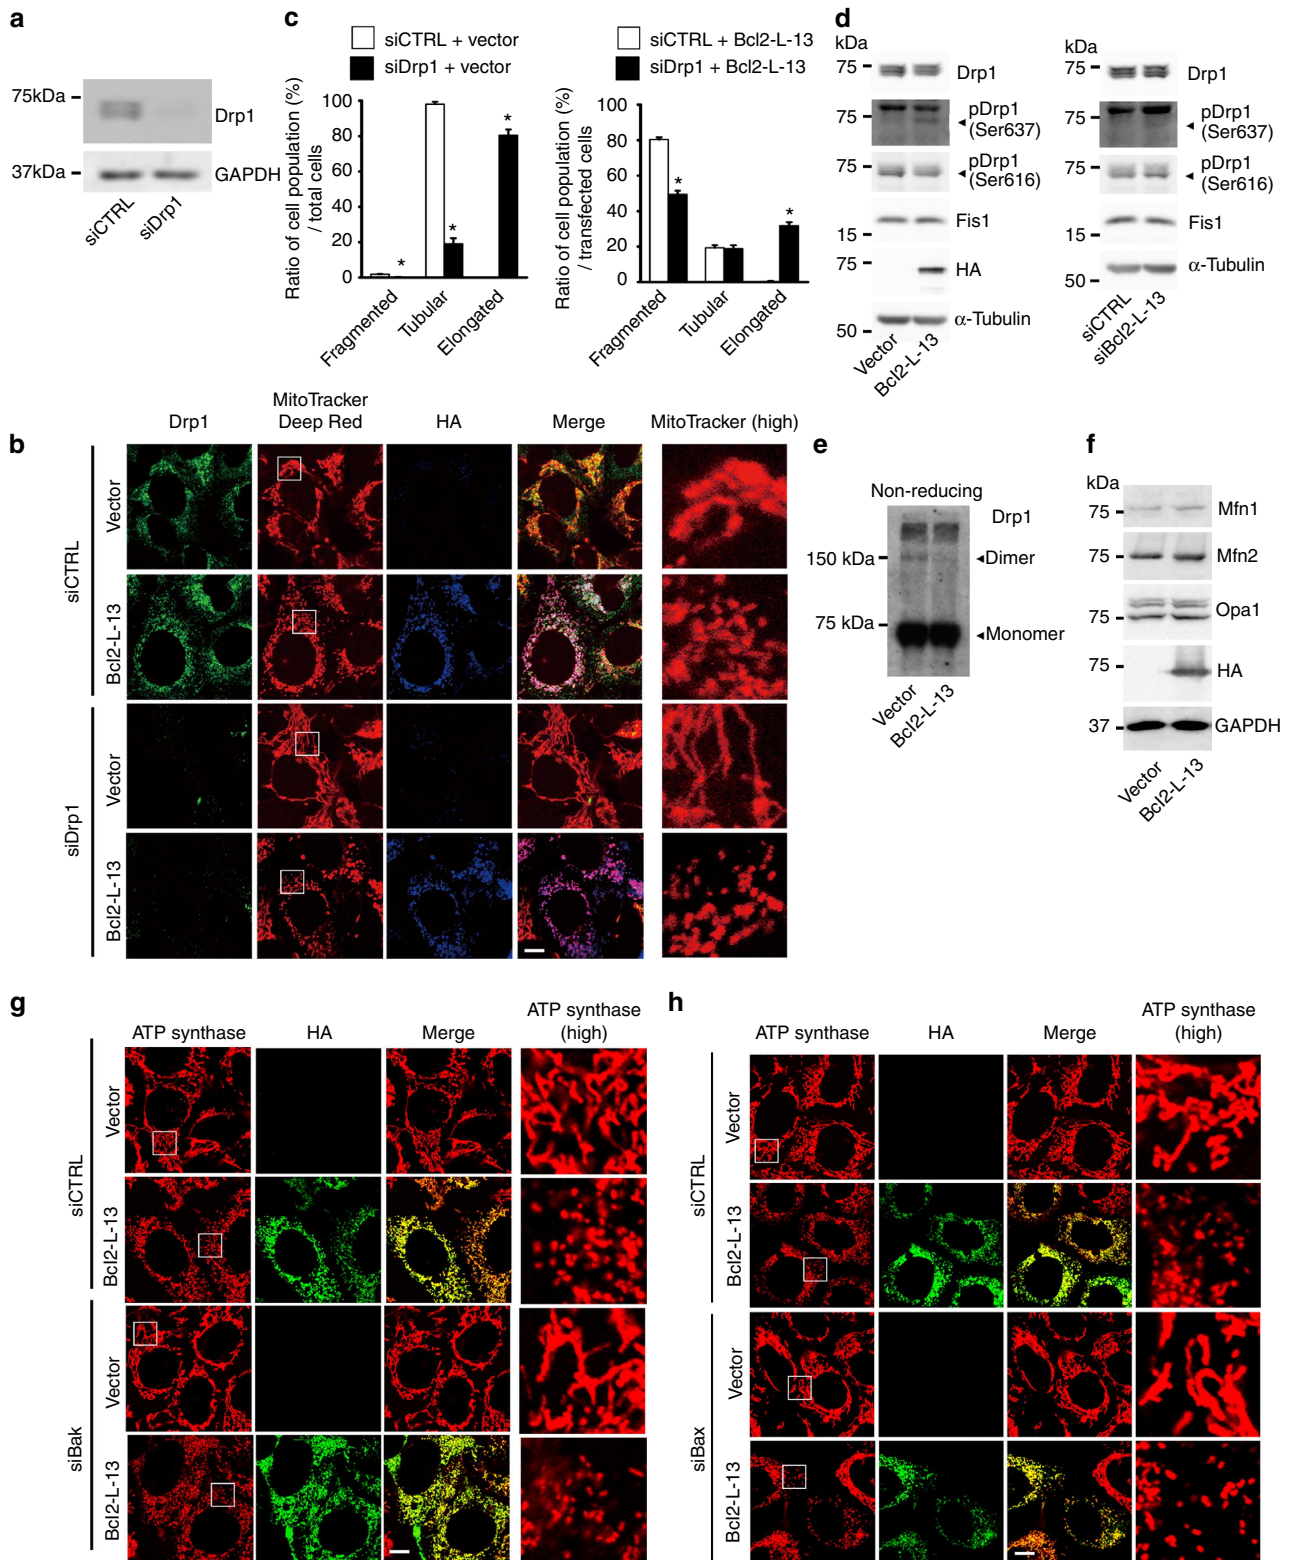 a
75kDa
Drp1
37kDa
GAPDH
siCTRL
siDrp1
c
siCTRL + vector
siDrp1 + vector
Ratio of cell population (%)
/ total cells
100
80
60
40
20
0
*
*
*
Fragmented
Tubular
Elongated
siCTRL + Bcl2-L-13
siDrp1 + Bcl2-L-13
Ratio of cell population (%)
/ transfected cells
100
80
60
40
20
0
*
*
Fragmented
Tubular
Elongated
d
kDa
75
Drp1
75
pDrp1
(Ser637)
75
pDrp1
(Ser616)
Fis1
15
75
HA
α-Tubulin
50
Vector
Bcl2-L-13
kDa
75
Drp1
75
pDrp1
(Ser637)
75
pDrp1
(Ser616)
Fis1
15
α-Tubulin
50
siCTRL
siBcl2-L-13
b
Drp1
MitoTracker
Deep Red
HA
Merge
MitoTracker (high)
siCTRL
Vector
Bcl2-L-13
siDrp1
Vector
Bcl2-L-13
e
Non-reducing
Drp1
150 kDa
Dimer
75 kDa
Monomer
Vector
Bcl2-L-13
f
kDa
75
Mfn1
75
Mfn2
Opa1
75
75
HA
37
GAPDH
Vector
Bcl2-L-13
g
ATP synthase
HA
Merge
ATP synthase
(high)
siCTRL
Vector
Bcl2-L-13
siBak
Vector
Bcl2-L-13
h
ATP synthase
HA
Merge
ATP synthase
(high)
siCTRL
Vector
Bcl2-L-13
siBax
Vector
Bcl2-L-13